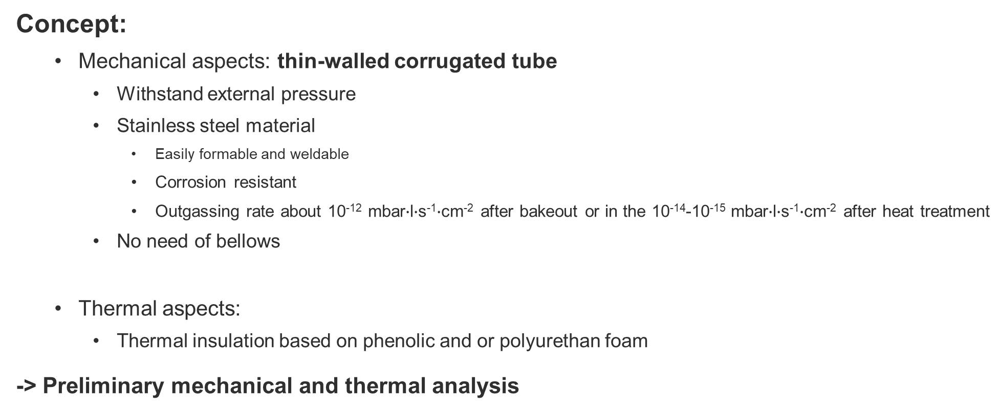 Concept:
• Mechanical aspects: thin-walled corrugated tube
• Withstand external pressure
• Stainless steel material
• Easily formable and weldable
• Corrosion resistant
• Outgassing rate about 10⁻¹² mbar·l·s⁻¹·cm⁻² after bakeout or in the 10⁻¹⁴-10⁻¹⁵ mbar·l·s⁻¹·cm⁻² after heat treatment
• No need of bellows
• Thermal aspects:
• Thermal insulation based on phenolic and or polyurethan foam
-> Preliminary mechanical and thermal analysis